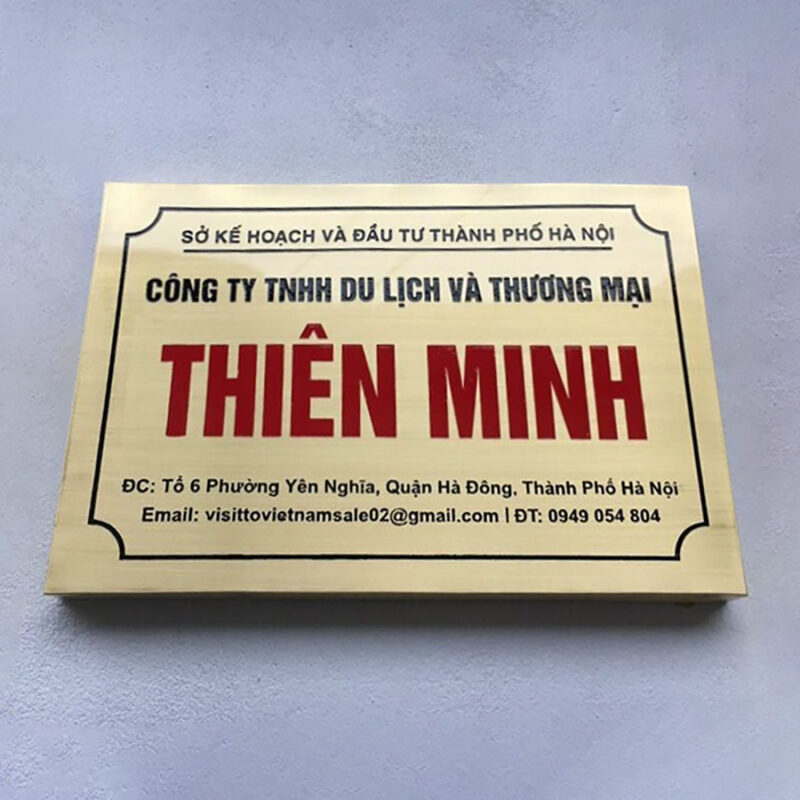 SỞ KẾ HOẠCH VÀ ĐẦU TƯ THÀNH PHỐ HÀ NỘI
CÔNG TY TNHH DU LỊCH VÀ THƯƠNG MẠI
THIÊN MINH
ĐC: Tổ 6 Phường Yên Nghĩa, Quận Hà Đông, Thành Phố Hà Nội
Email: visittovietnamsale02@gmail.com | ĐT: 0949 054 804